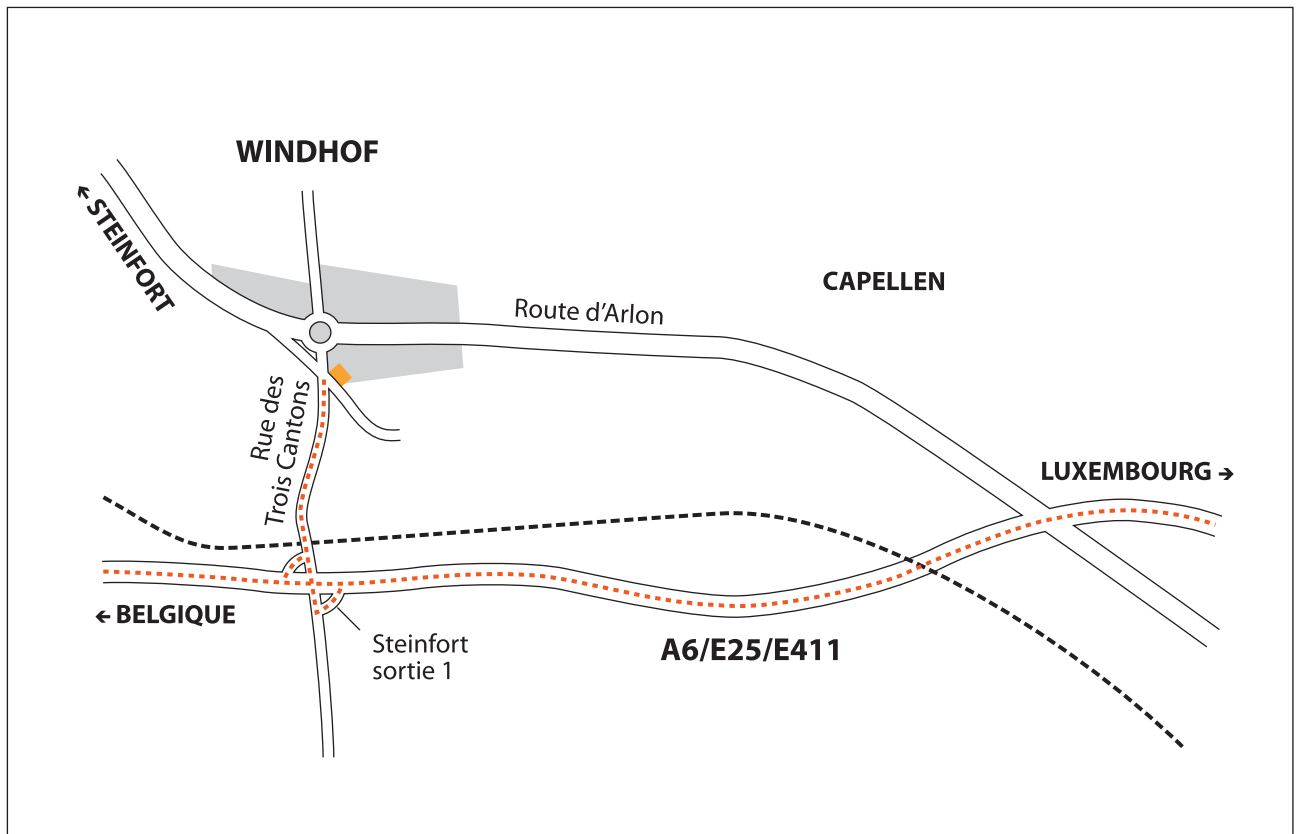 WINDHOF
← STEINFORT
CAPELLEN
Route d’Arlon
Rue des
Trois Cantons
LUXEMBOURG →
← BELGIQUE
Steinfort
sortie 1
A6/E25/E411